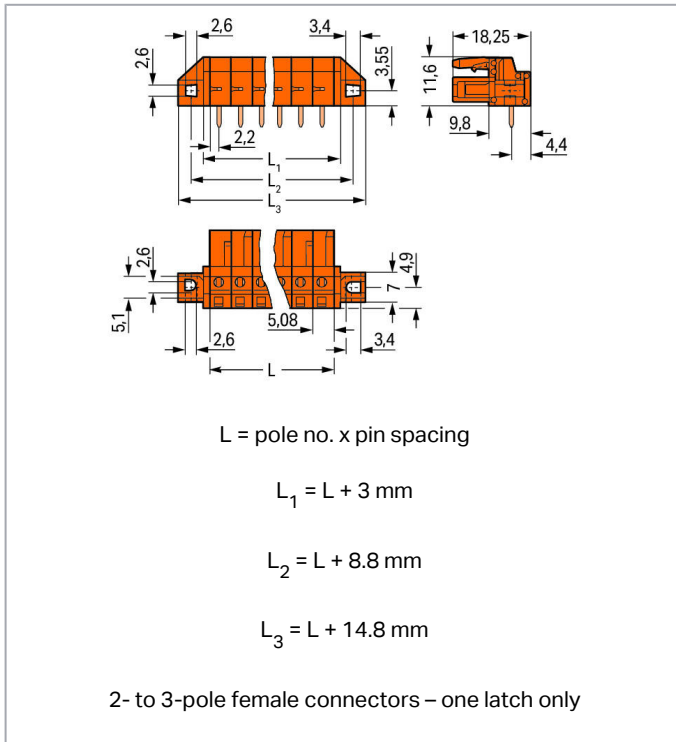 2,6
3,4
18,25
2,6
3,55
11,6
2,2
9,8
4,4
L₁
L₂
L₃
2,6
4,9
7
5,1
5,08
2,6
3,4
L
L = pole no. x pin spacing
L₁ = L + 3 mm
L₂ = L + 8.8 mm
L₃ = L + 14.8 mm
2- to 3-pole female connectors – one latch only